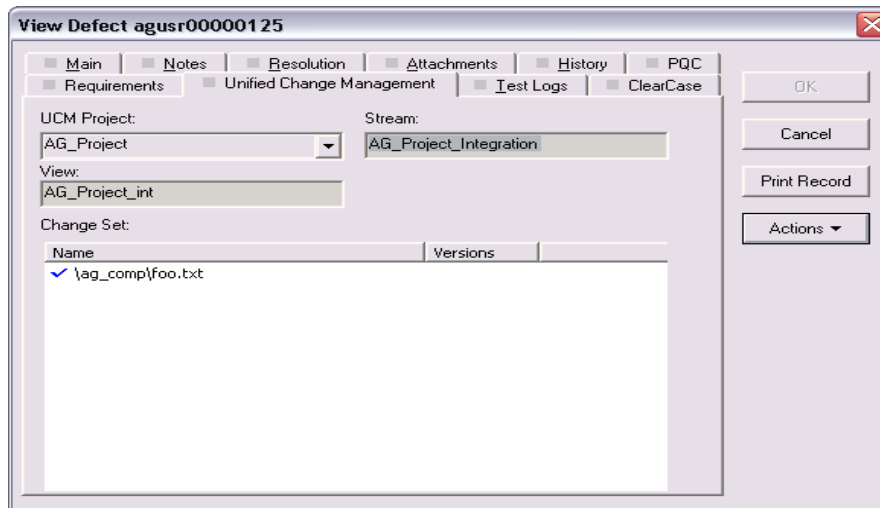 View Defect agusr00000125
Main Notes Resolution Attachments History PQC
Requirements Unified Change Management Test Logs ClearCase
OK
Cancel
Print Record
Actions
UCM Project: Stream:
AG_Project AG_Project_Integration
View:
AG_Project_int
Change Set:
Name Versions
\ag_comp\foo.txt